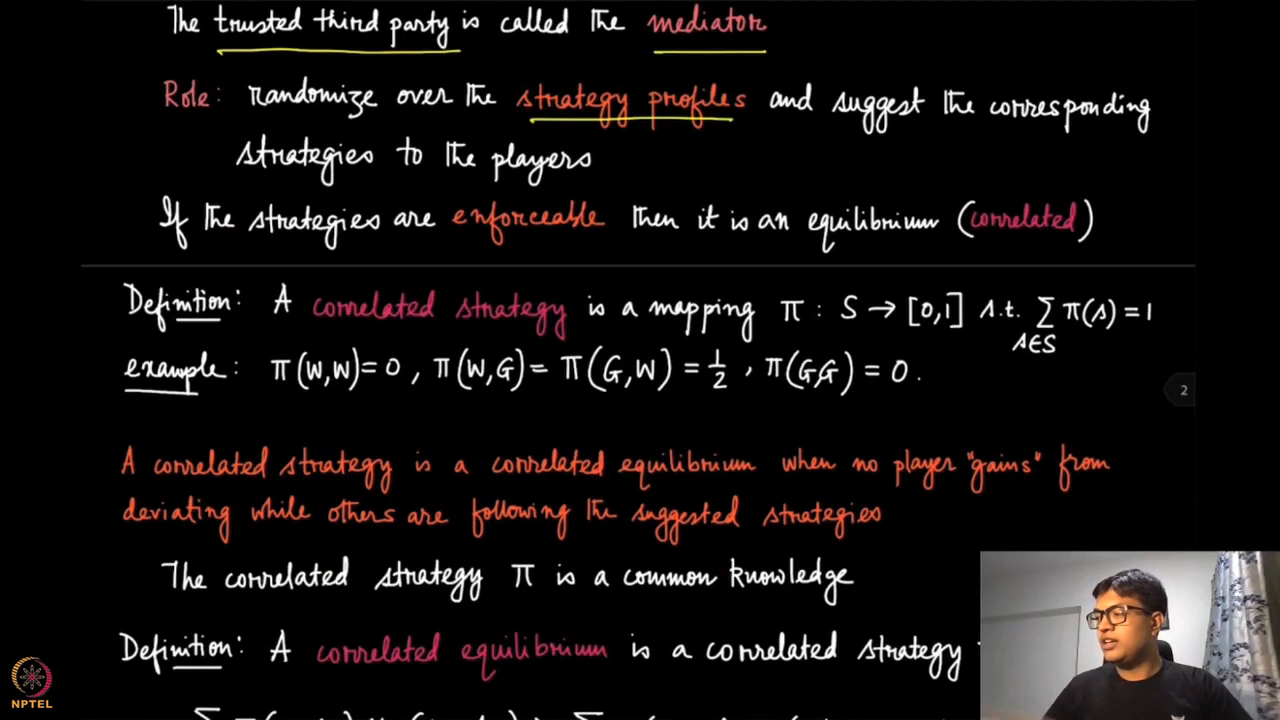 The trusted third party is called the mediator
Role: randomize over the strategy profiles and suggest the corresponding
strategies to the players
If the strategies are enforceable then it is an equilibrium (correlated)
Definition: A correlated strategy is a mapping π : S → [0,1] s.t. ∑ π(s) = 1
s∈S
example: π(W,W) = 0, π(W,G) = π(G,W) = 1/2, π(G,G) = 0.
2
A correlated strategy is a correlated equilibrium when no player "gains" from
deviating while others are following the suggested strategies
The correlated strategy π is a common knowledge
Definition: A correlated equilibrium is a correlated strategy
NPTEL